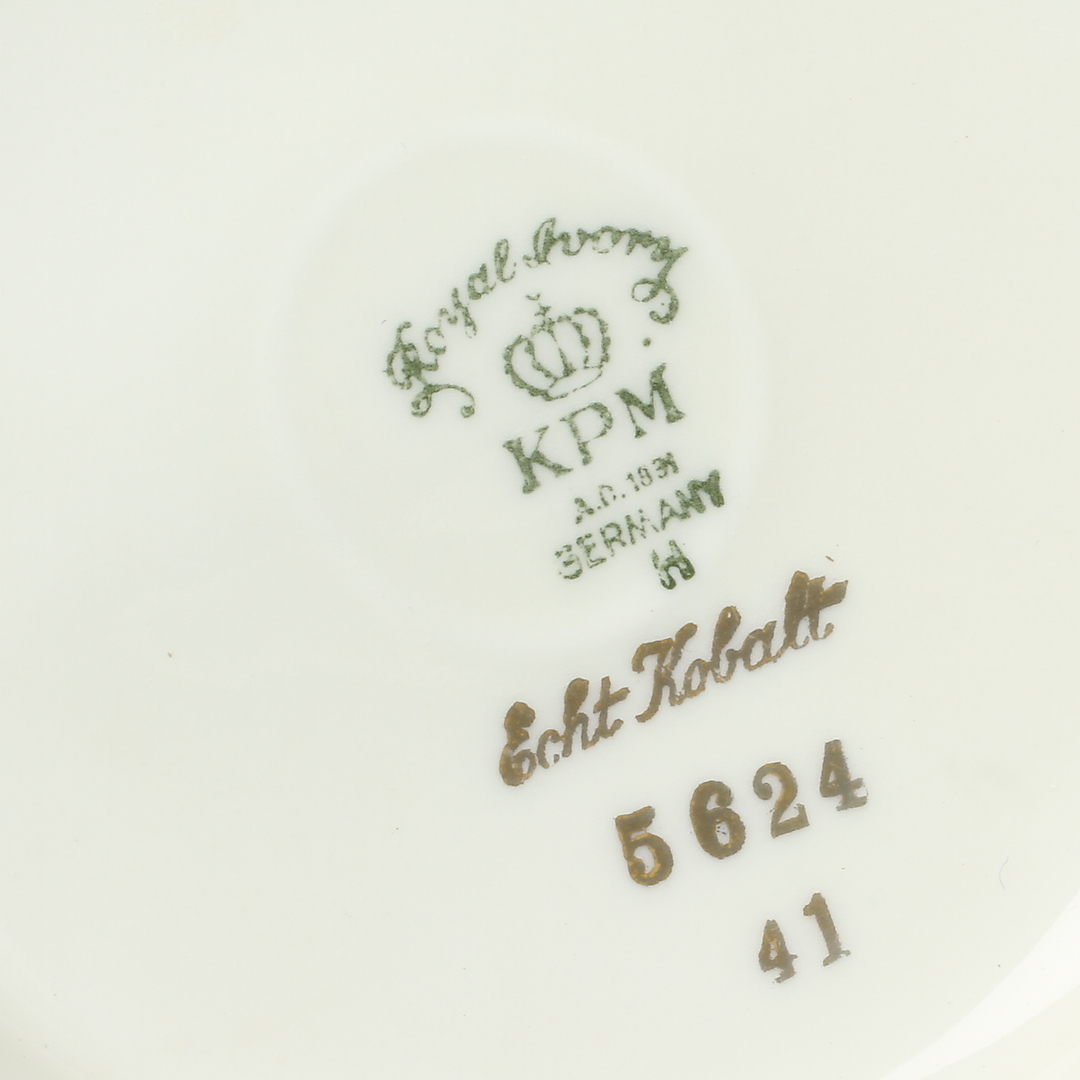 Royal Ivory
KPM
A.D. 1831
GERMANY
W
Echt Kobalt
5624
41